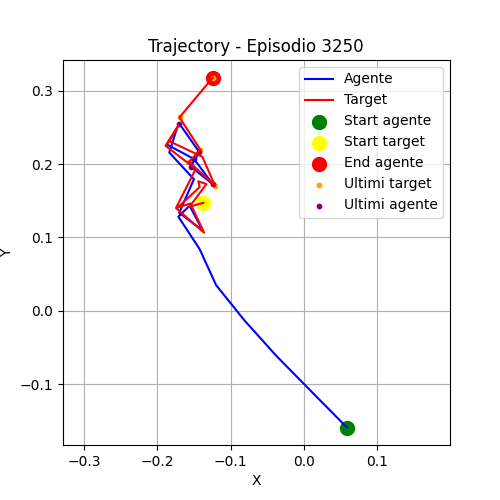 Trajectory - Episodio 3250
Agente
Target
Start agente
Start target
End agente
Ultimi target
Ultimi agente
Y
0.3
0.2
0.1
0.0
−0.1
−0.3
−0.2
−0.1
0.0
0.1
X